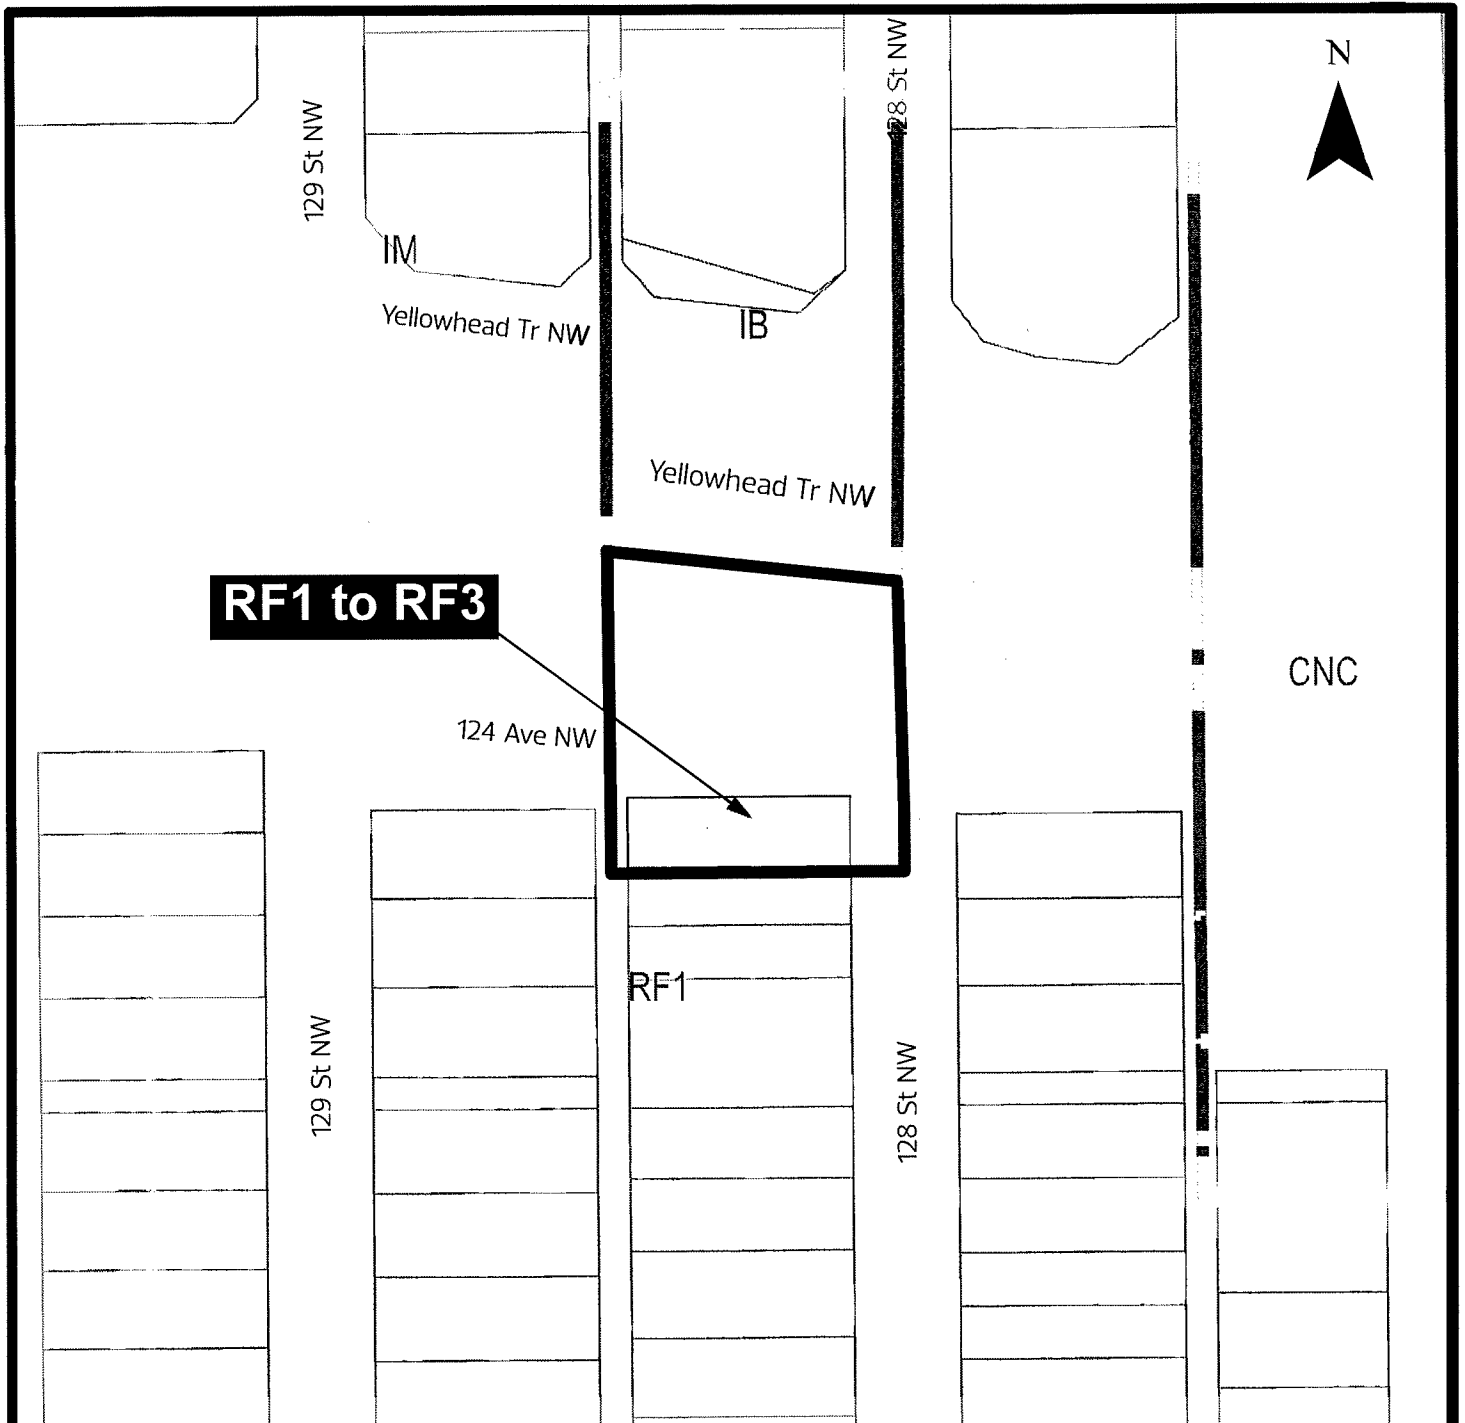 N
128 St NW
129 St NW
IM
Yellowhead Tr NW
IB
Yellowhead Tr NW
RF1 to RF3
CNC
124 Ave NW
RF1
129 St NW
128 St NW